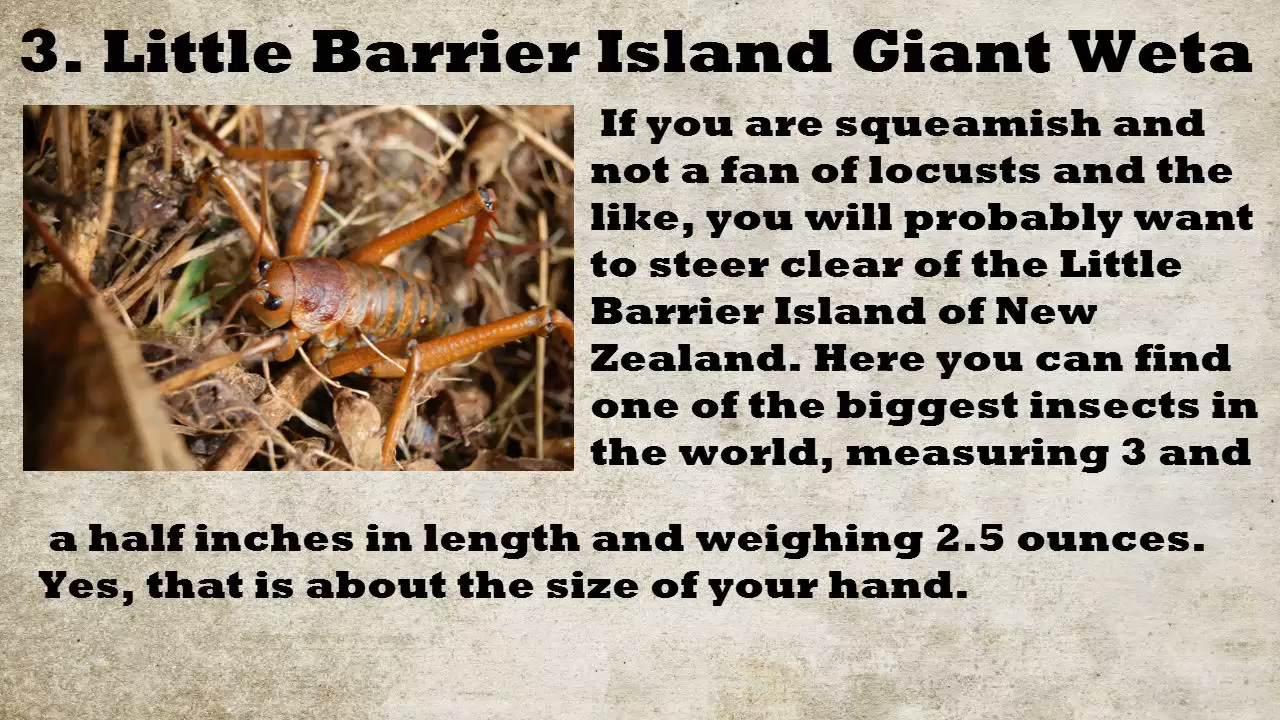 3. Little Barrier Island Giant Weta
If you are squeamish and
not a fan of locusts and the
like, you will probably want
to steer clear of the Little
Barrier Island of New
Zealand. Here you can find
one of the biggest insects in
the world, measuring 3 and
a half inches in length and weighing 2.5 ounces.
Yes, that is about the size of your hand.